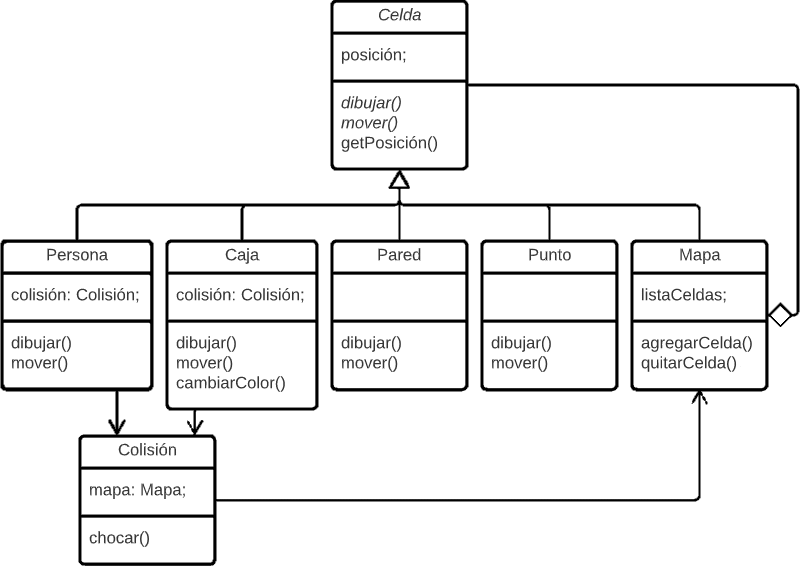 Celda
posición;
dibujar()
mover()
getPosición()
Persona
colisión: Colisión;
dibujar()
mover()
Caja
colisión: Colisión;
dibujar()
mover()
cambiarColor()
Pared
dibujar()
mover()
Punto
dibujar()
mover()
Mapa
listaCeldas;
agregarCelda()
quitarCelda()
Colisión
mapa: Mapa;
chocar()